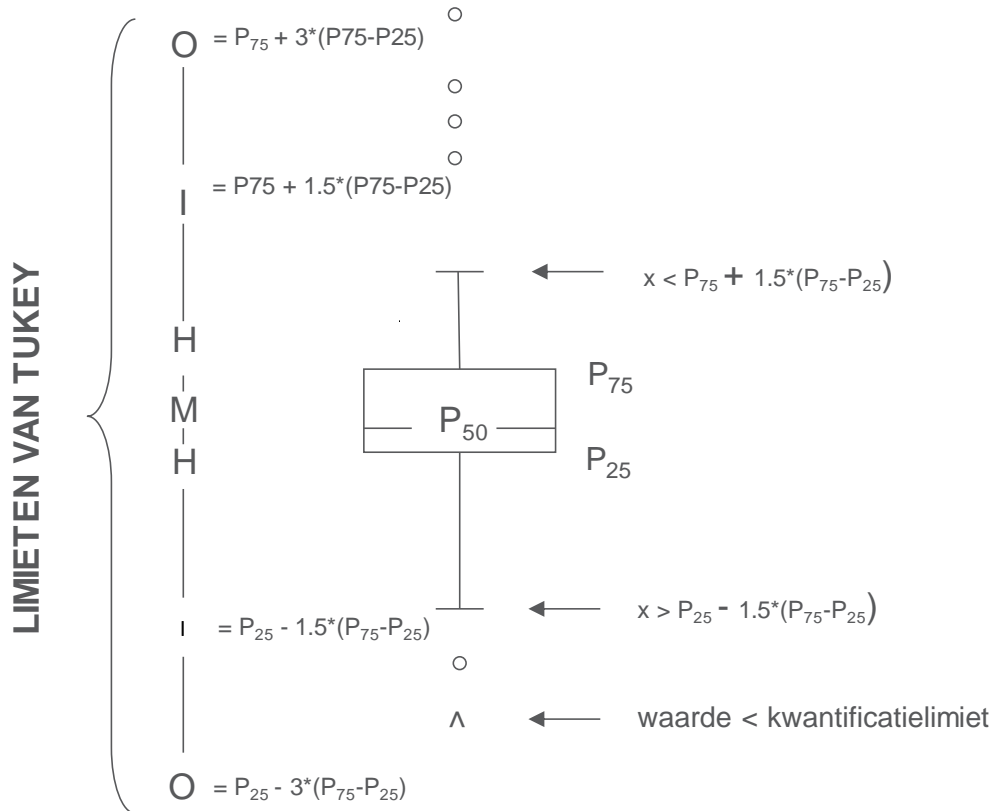 LIMIETEN VAN TUKEY
O = P₇₅ + 3*(P75-P25)
I = P75 + 1.5*(P75-P25)
x < P₇₅ + 1.5*(P₇₅-P₂₅)
H
P₇₅
M
P₅₀
H
P₂₅
x > P₂₅ - 1.5*(P₇₅-P₂₅)
I = P₂₅ - 1.5*(P₇₅-P₂₅)
^ waarde < kwantificatielimiet
O = P₂₅ - 3*(P₇₅-P₂₅)